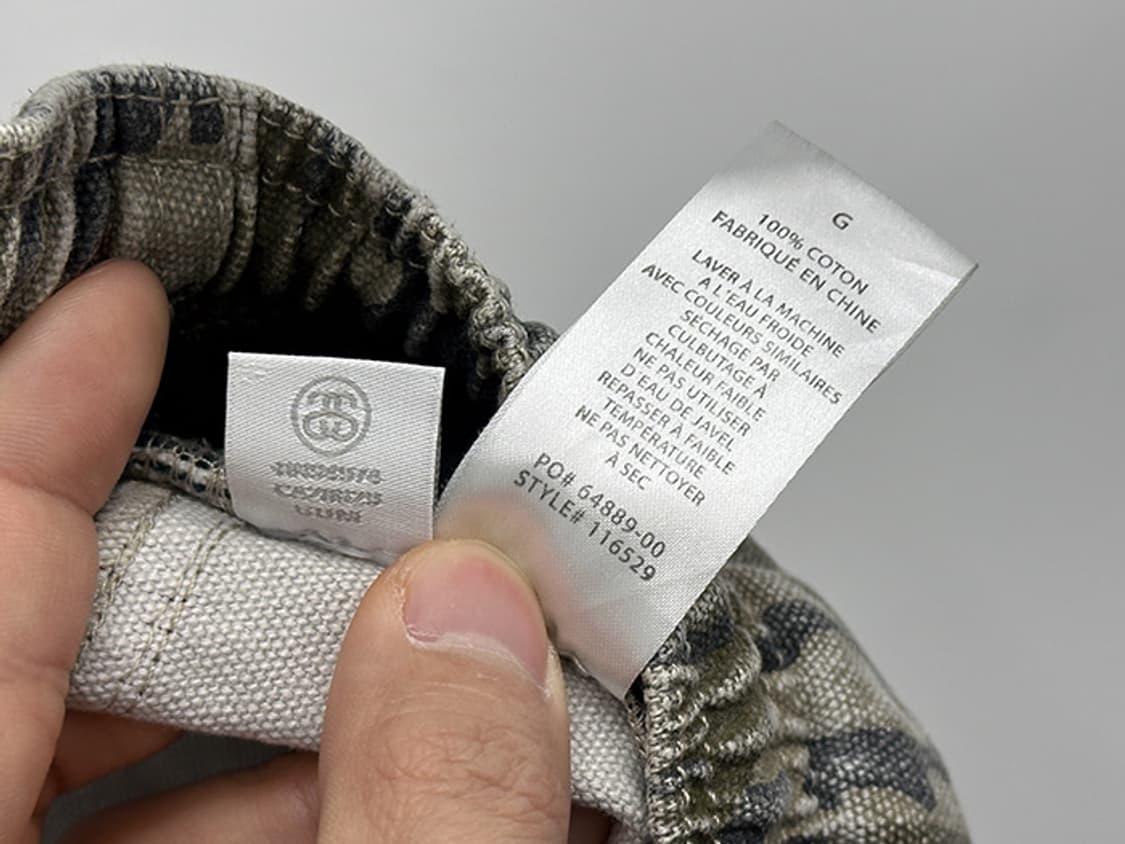 G
100% COTON
FABRIQUÉ EN CHINE
LAVER À LA MACHINE
A L'EAU FROIDE
AVEC COULEURS SIMILAIRES
SÉCHAGE PAR
CULBUTAGE À
CHALEUR FAIBLE
NE PAS UTILISER
D'EAU DE JAVEL
REPASSER À FAIBLE
TEMPÉRATURE
NE PAS NETTOYER
À SEC
PO# 64889-00
STYLE# 116529